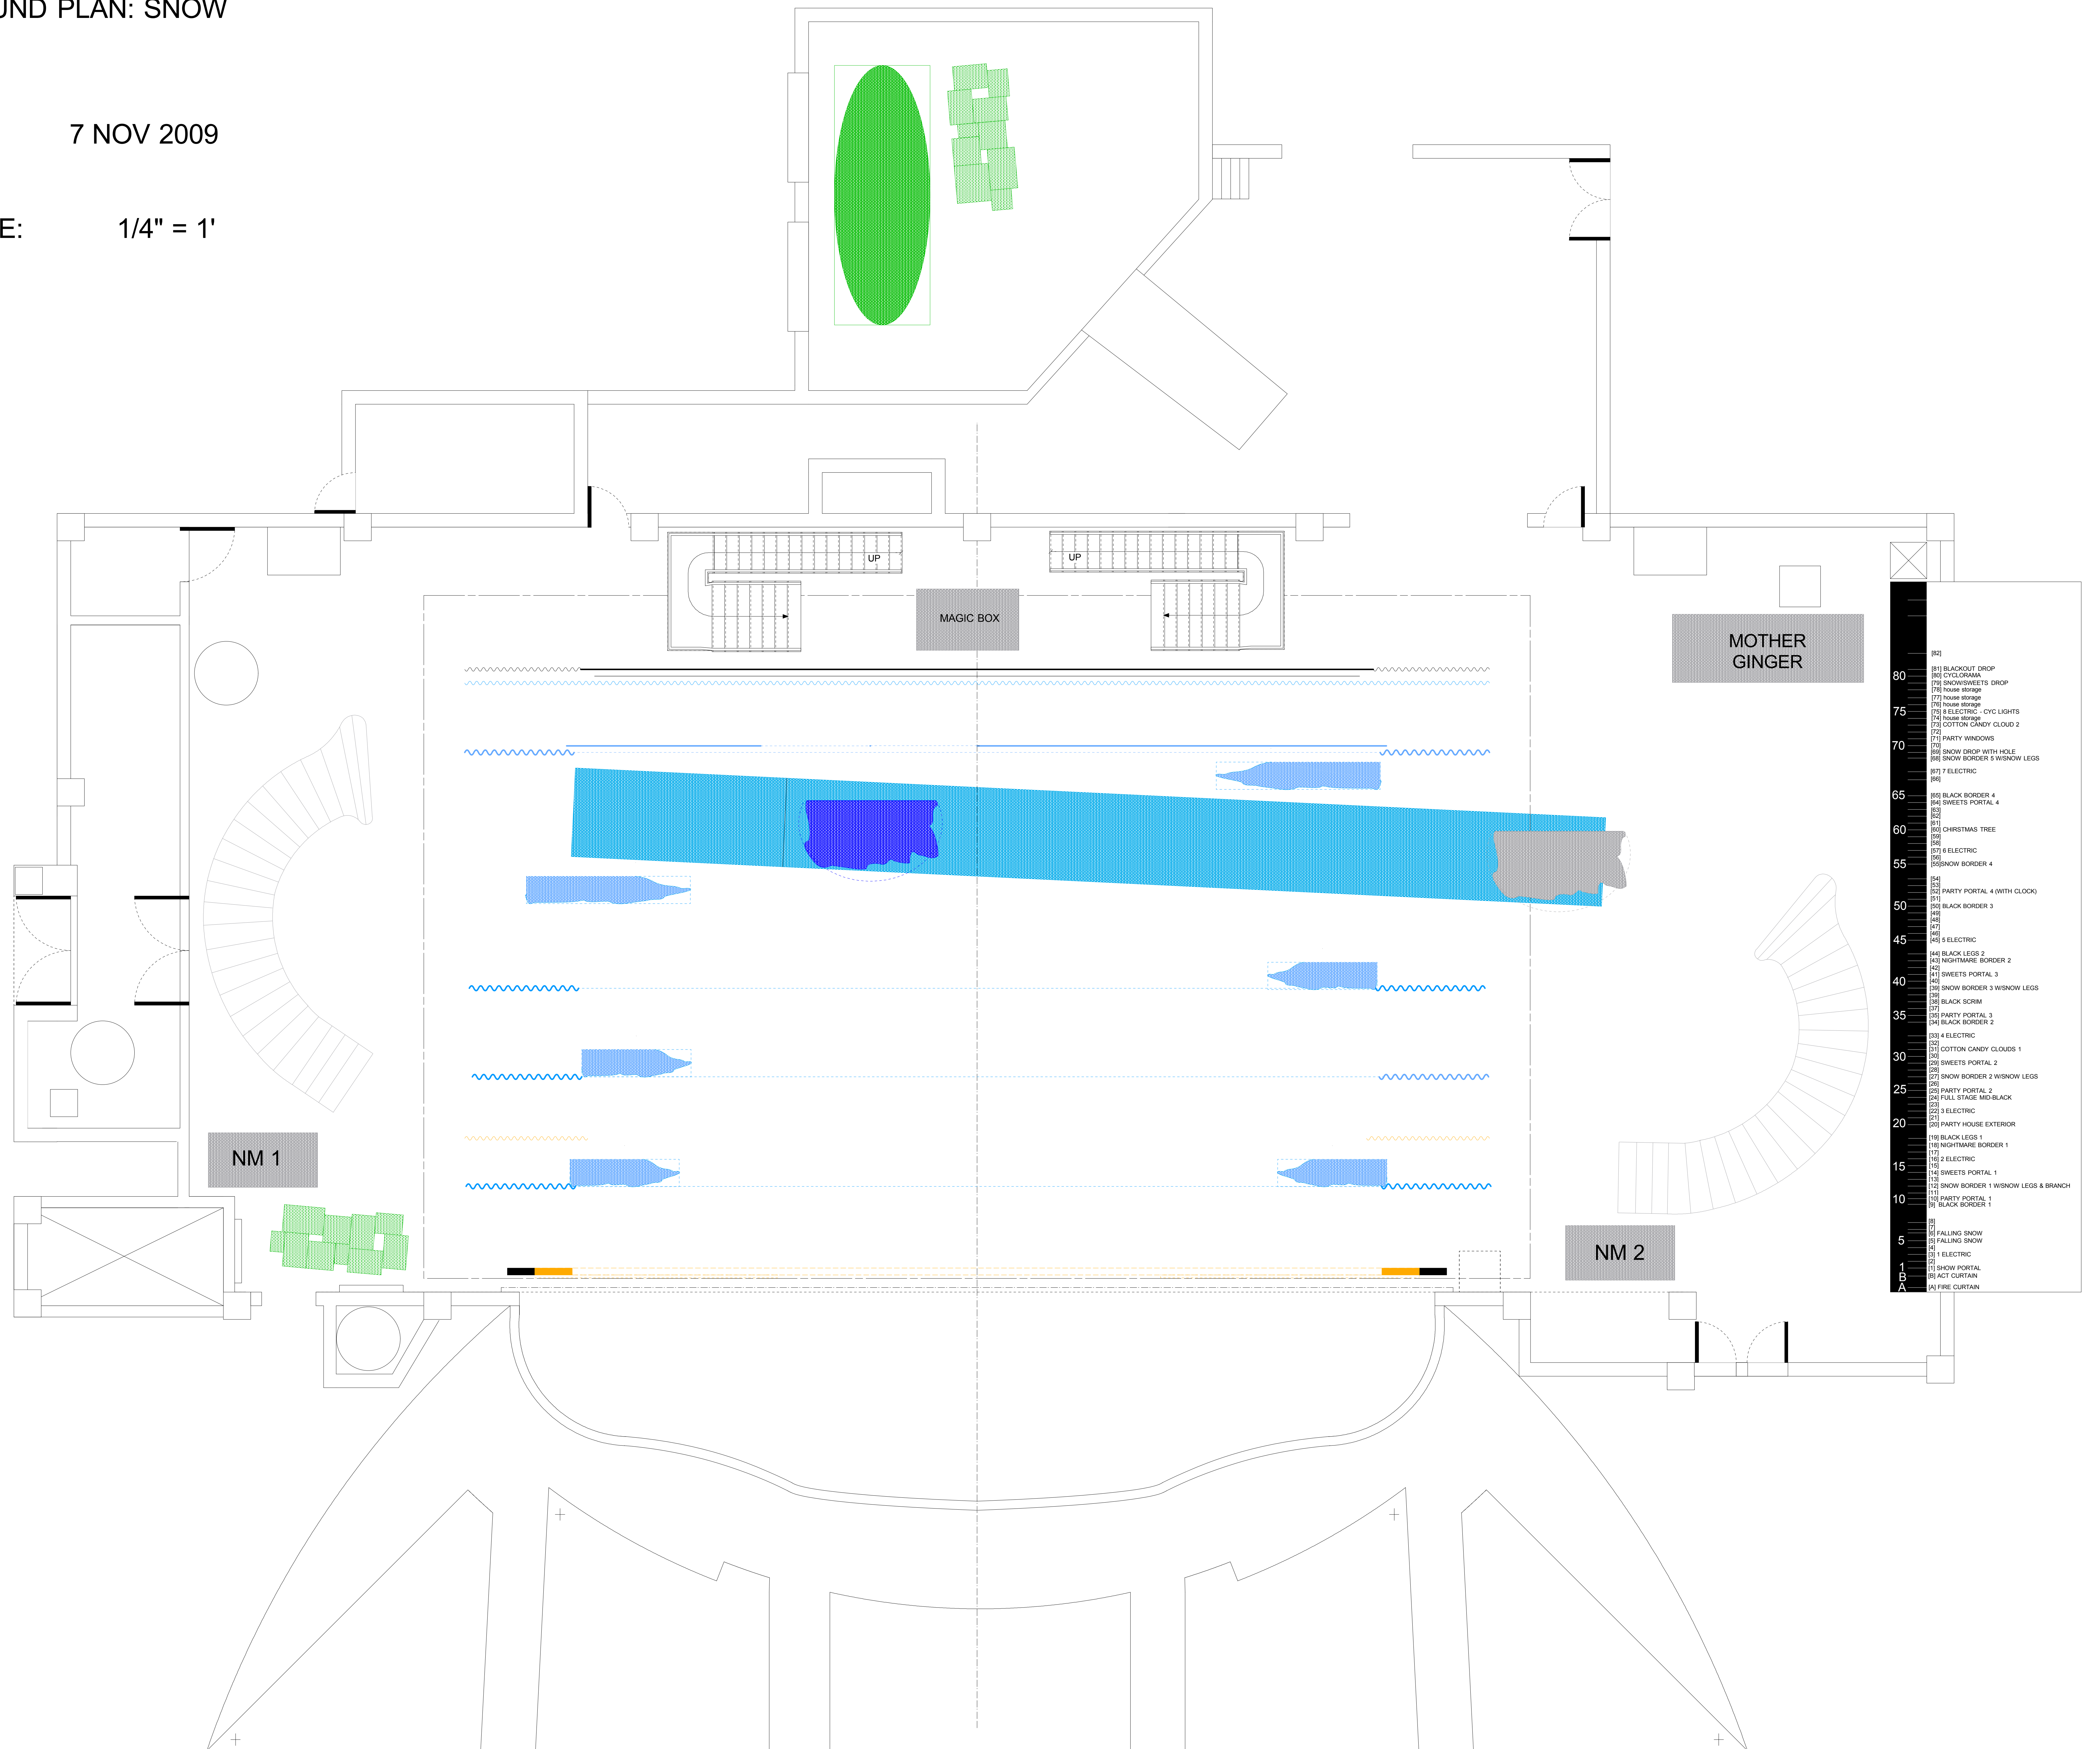 UND PLAN: SNOW
7 NOV 2009
E: 1/4" = 1'
UP
UP
MAGIC BOX
MOTHER
GINGER
NM 1
NM 2
80
75
70
65
60
55
50
45
40
35
30
25
20
15
10
5
1
B
A
[82]
[81] BLACKOUT DROP
[80] CYCLORAMA
[79] SNOW/SWEETS DROP
[78] house storage
[77] house storage
[76] house storage
[75] 8 ELECTRIC - CYC LIGHTS
[74] house storage
[73] COTTON CANDY CLOUD 2
[72]
[71] PARTY WINDOWS
[70]
[69] SNOW DROP WITH HOLE
[68] SNOW BORDER 5 W/SNOW LEGS
[67] 7 ELECTRIC
[66]
[65] BLACK BORDER 4
[64] SWEETS PORTAL 4
[63]
[62]
[61]
[60] CHIRSTMAS TREE
[59]
[58]
[57] 6 ELECTRIC
[56]
[55]SNOW BORDER 4
[54]
[53]
[52] PARTY PORTAL 4 (WITH CLOCK)
[51]
[50] BLACK BORDER 3
[49]
[48]
[47]
[46]
[45] 5 ELECTRIC
[44] BLACK LEGS 2
[43] NIGHTMARE BORDER 2
[42]
[41] SWEETS PORTAL 3
[40]
[39] SNOW BORDER 3 W/SNOW LEGS
[39]
[38] BLACK SCRIM
[37]
[35] PARTY PORTAL 3
[34] BLACK BORDER 2
[33] 4 ELECTRIC
[32]
[31] COTTON CANDY CLOUDS 1
[30]
[29] SWEETS PORTAL 2
[28]
[27] SNOW BORDER 2 W/SNOW LEGS
[26]
[25] PARTY PORTAL 2
[24] FULL STAGE MID-BLACK
[23]
[22] 3 ELECTRIC
[21]
[20] PARTY HOUSE EXTERIOR
[19] BLACK LEGS 1
[18] NIGHTMARE BORDER 1
[17]
[16] 2 ELECTRIC
[15]
[14] SWEETS PORTAL 1
[13]
[12] SNOW BORDER 1 W/SNOW LEGS & BRANCH
[11]
[10] PARTY PORTAL 1
[9] BLACK BORDER 1
[8]
[7]
[6] FALLING SNOW
[5] FALLING SNOW
[4]
[3] 1 ELECTRIC
[2]
[1] SHOW PORTAL
[B] ACT CURTAIN
[A] FIRE CURTAIN